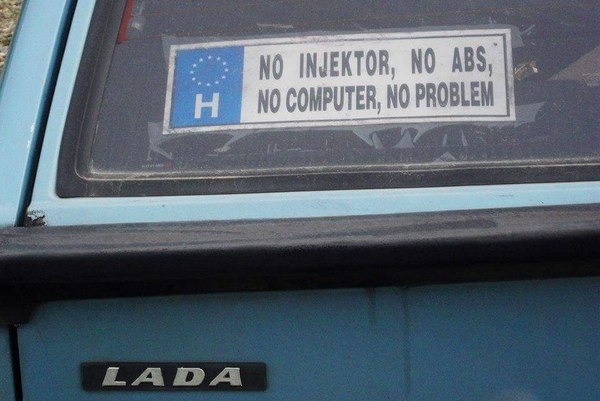 H
NO INJEKTOR, NO ABS,
NO COMPUTER, NO PROBLEM
LADA